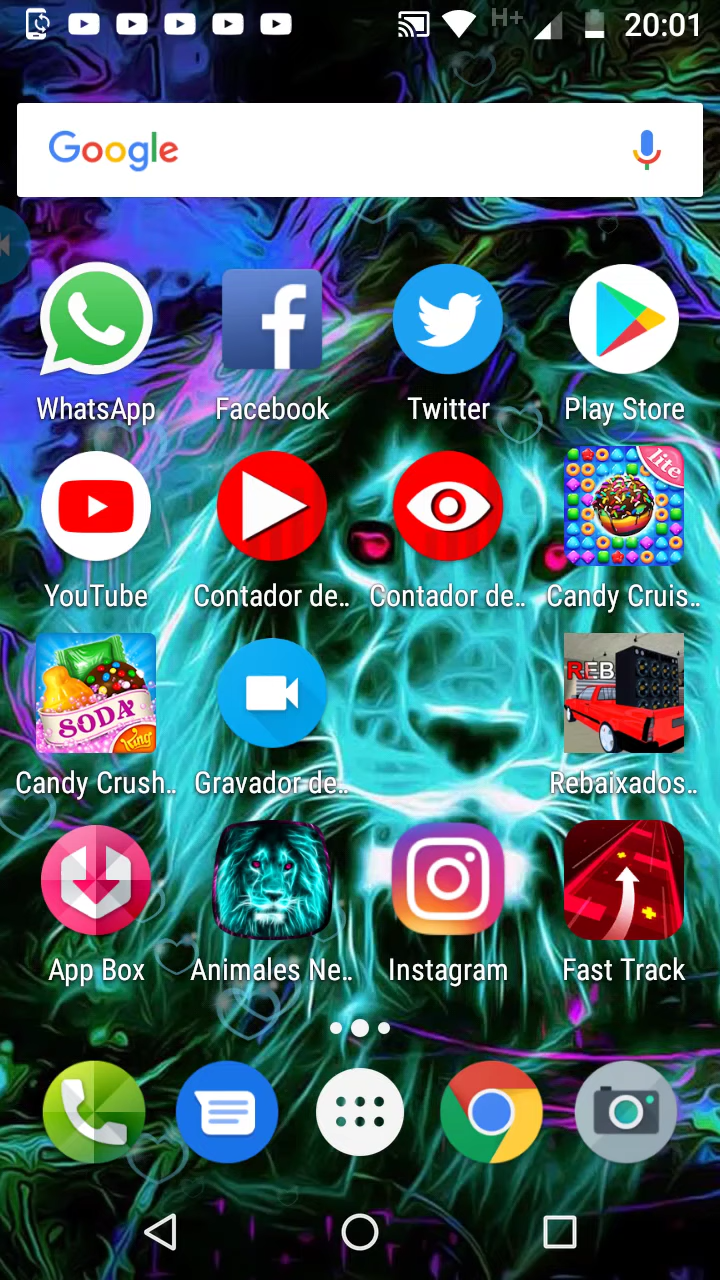 H+ 20:01
Google
WhatsApp Facebook Twitter Play Store
lite
YouTube Contador de.. Contador de.. Candy Cruis..
SODA
King
REB
Candy Crush.. Gravador de.. Rebaixados..
App Box Animales Ne.. Instagram Fast Track